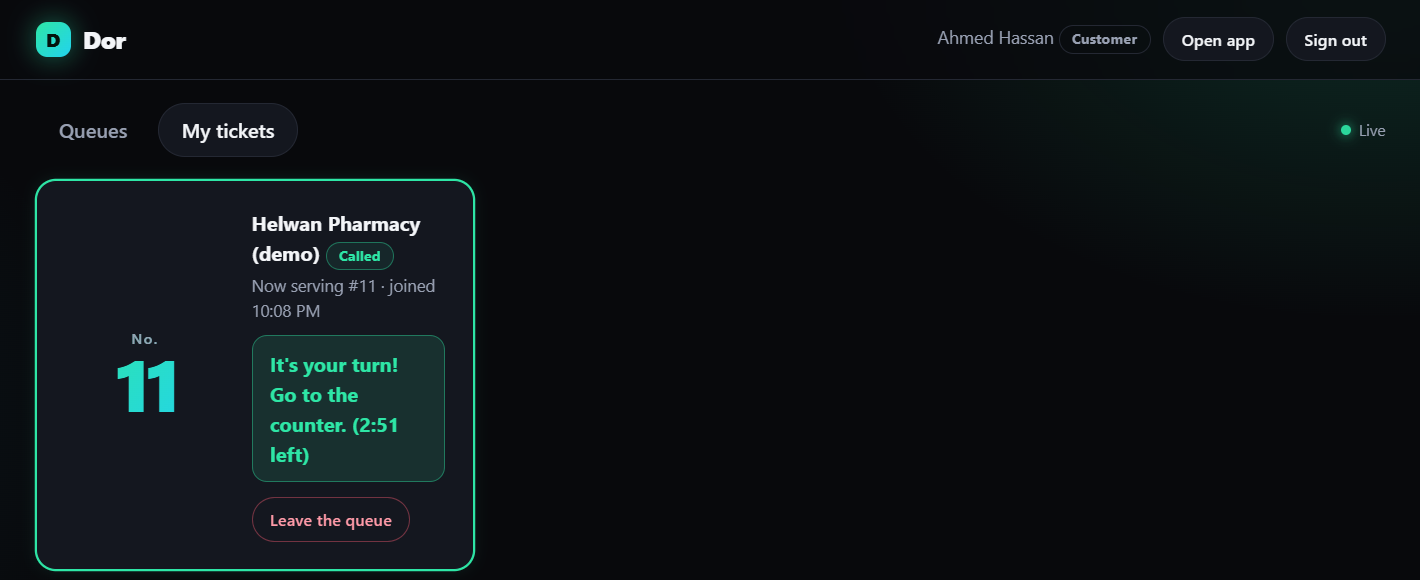 D Dor
Ahmed Hassan Customer Open app Sign out
Queues My tickets
Live
No.
11
Helwan Pharmacy
(demo) Called
Now serving #11 · joined
10:08 PM
It's your turn!
Go to the
counter. (2:51
left)
Leave the queue